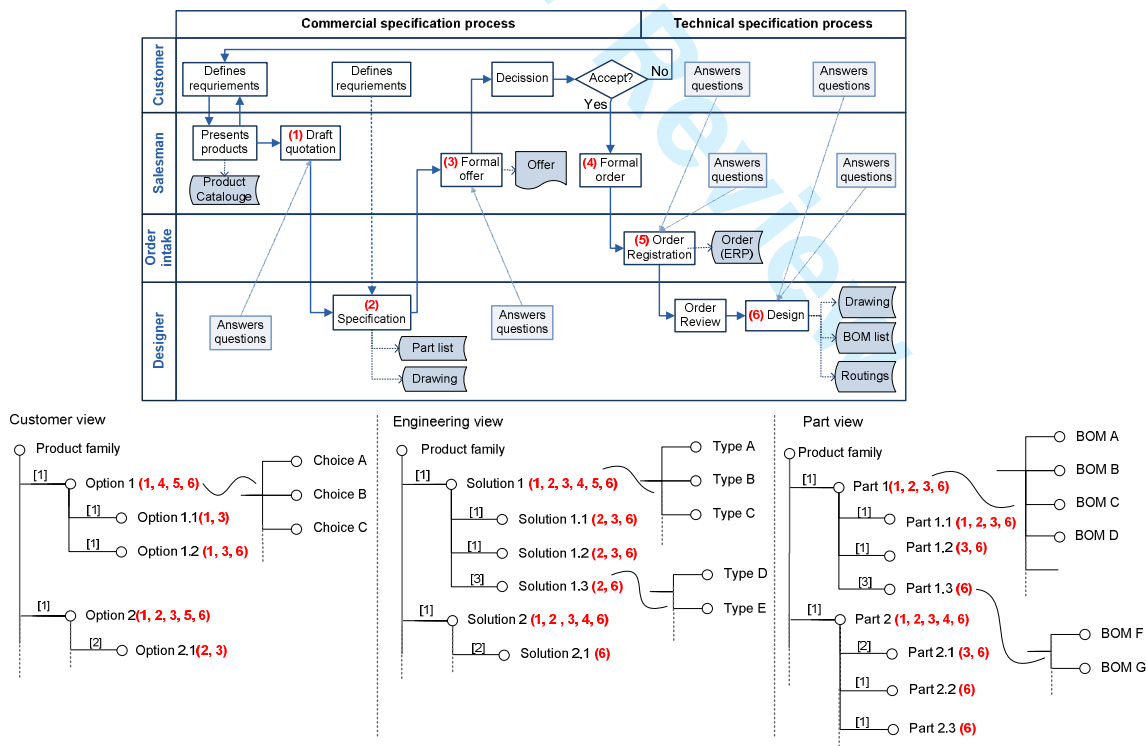 Commercial specification process
Technical specification process
Customer
Defines
requriements
Defines
requriements
Decission
Accept?
No
Yes
Answers
questions
Answers
questions
Salesman
Presents
products
(1) Draft
quotation
Product
Catalouge
(3) Formal
offer
Offer
(4) Formal
order
Answers
questions
Answers
questions
Order
intake
(5) Order
Registration
Order
(ERP)
Designer
Answers
questions
(2)
Specification
Part list
Drawing
Answers
questions
Order
Review
(6) Design
Drawing
BOM list
Routings
Review
Customer view
Product family
[1]
Option 1 (1, 4, 5, 6)
[1]
Option 1.1(1, 3)
[1]
Option 1.2 (1, 3, 6)
Choice A
Choice B
Choice C
[1]
Option 2(1, 2, 3, 5, 6)
[2]
Option 2.1(2, 3)
Engineering view
Product family
[1]
Solution 1 (1, 2, 3, 4, 5, 6)
[1]
Solution 1.1 (2, 3, 6)
[1]
Solution 1.2 (2, 3, 6)
[3]
Solution 1.3 (2, 6)
Type A
Type B
Type C
Type D
Type E
[1]
Solution 2 (1, 2 , 3, 4, 6)
[2]
Solution 2.1 (6)
Part view
Product family
[1]
Part 1(1, 2, 3, 6)
[1]
Part 1.1 (1, 2, 3, 6)
[1]
Part 1.2 (3, 6)
[3]
Part 1.3 (6)
BOM A
BOM B
BOM C
BOM D
[1]
Part 2 (1, 2, 3, 4, 6)
[2]
Part 2.1 (3, 6)
[1]
Part 2.2 (6)
[1]
Part 2.3 (6)
BOM F
BOM G